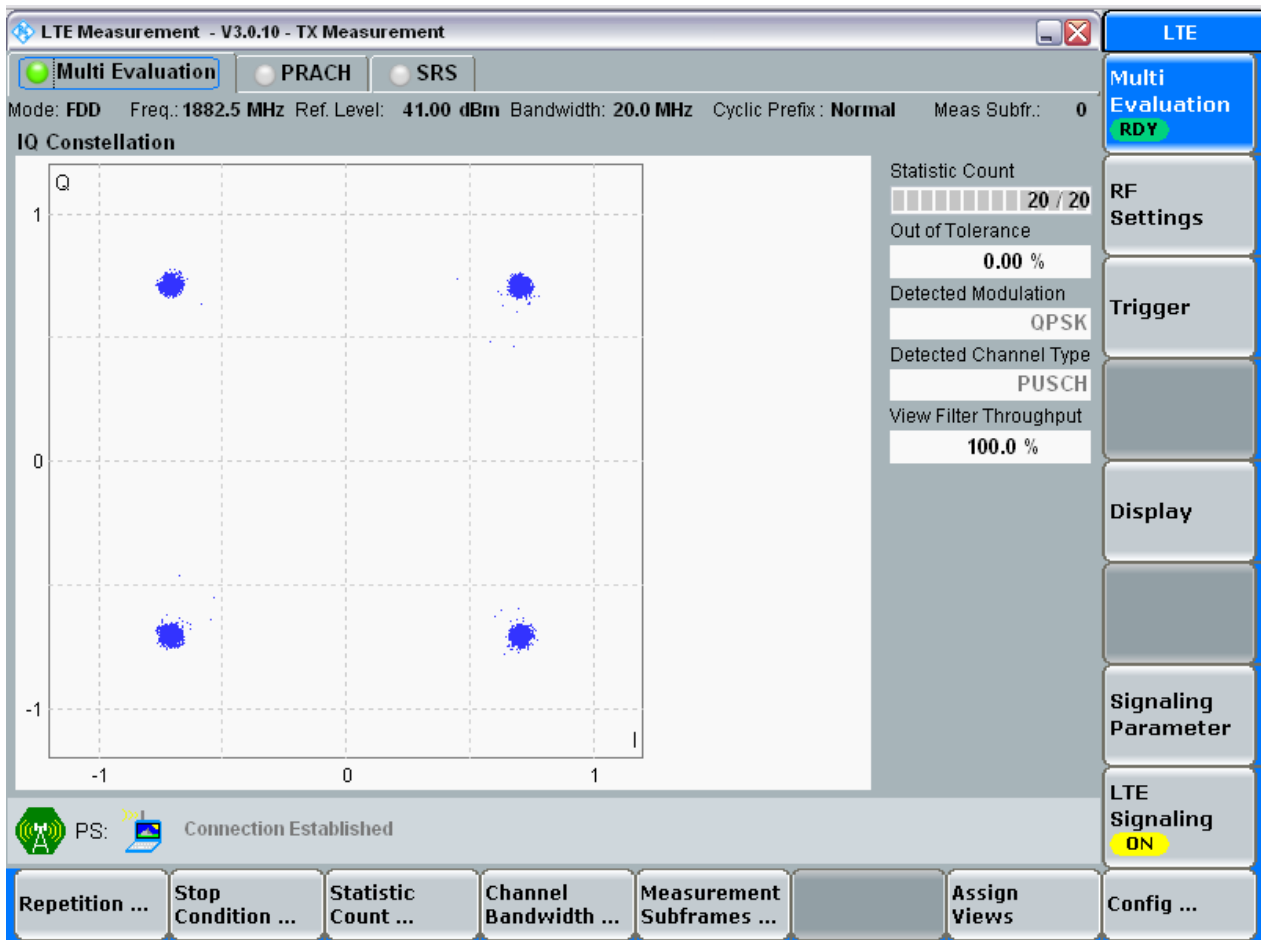 LTE Measurement - V3.0.10 - TX Measurement
LTE
Multi Evaluation
PRACH
SRS
Mode: FDD Freq.: 1882.5 MHz Ref. Level: 41.00 dBm Bandwidth: 20.0 MHz Cyclic Prefix : Normal Meas Subfr.: 0
IQ Constellation
Q
1
0
-1
-1
0
1
I
Statistic Count
20 / 20
Out of Tolerance
0.00 %
Detected Modulation
QPSK
Detected Channel Type
PUSCH
View Filter Throughput
100.0 %
Multi
Evaluation
RDY
RF
Settings
Trigger
Display
Signaling
Parameter
LTE
Signaling
ON
PS: Connection Established
Repetition ...
Stop
Condition ...
Statistic
Count ...
Channel
Bandwidth ...
Measurement
Subframes ...
Assign
Views
Config ...